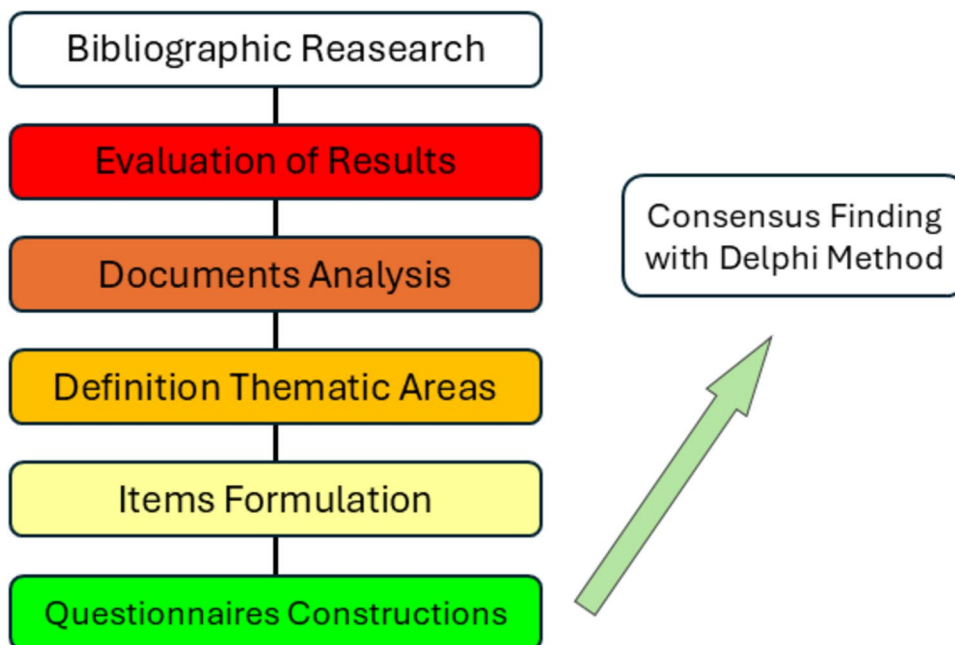 Bibliographic Reasearch
Evaluation of Results
Documents Analysis
Definition Thematic Areas
Items Formulation
Questionnaires Constructions
Consensus Finding
with Delphi Method